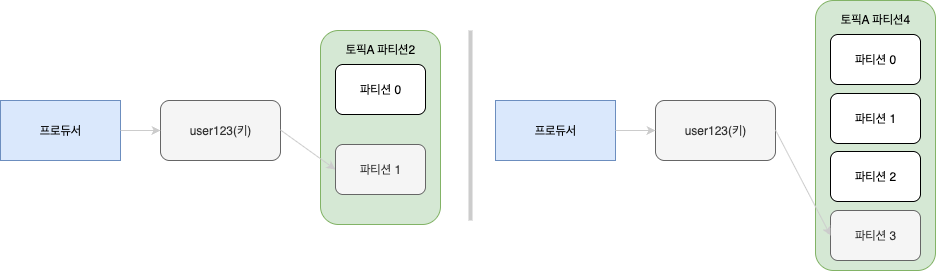 토픽A 파티션2
파티션 0
프로듀서
user123(키)
파티션 1
토픽A 파티션4
파티션 0
파티션 1
프로듀서
user123(키)
파티션 2
파티션 3